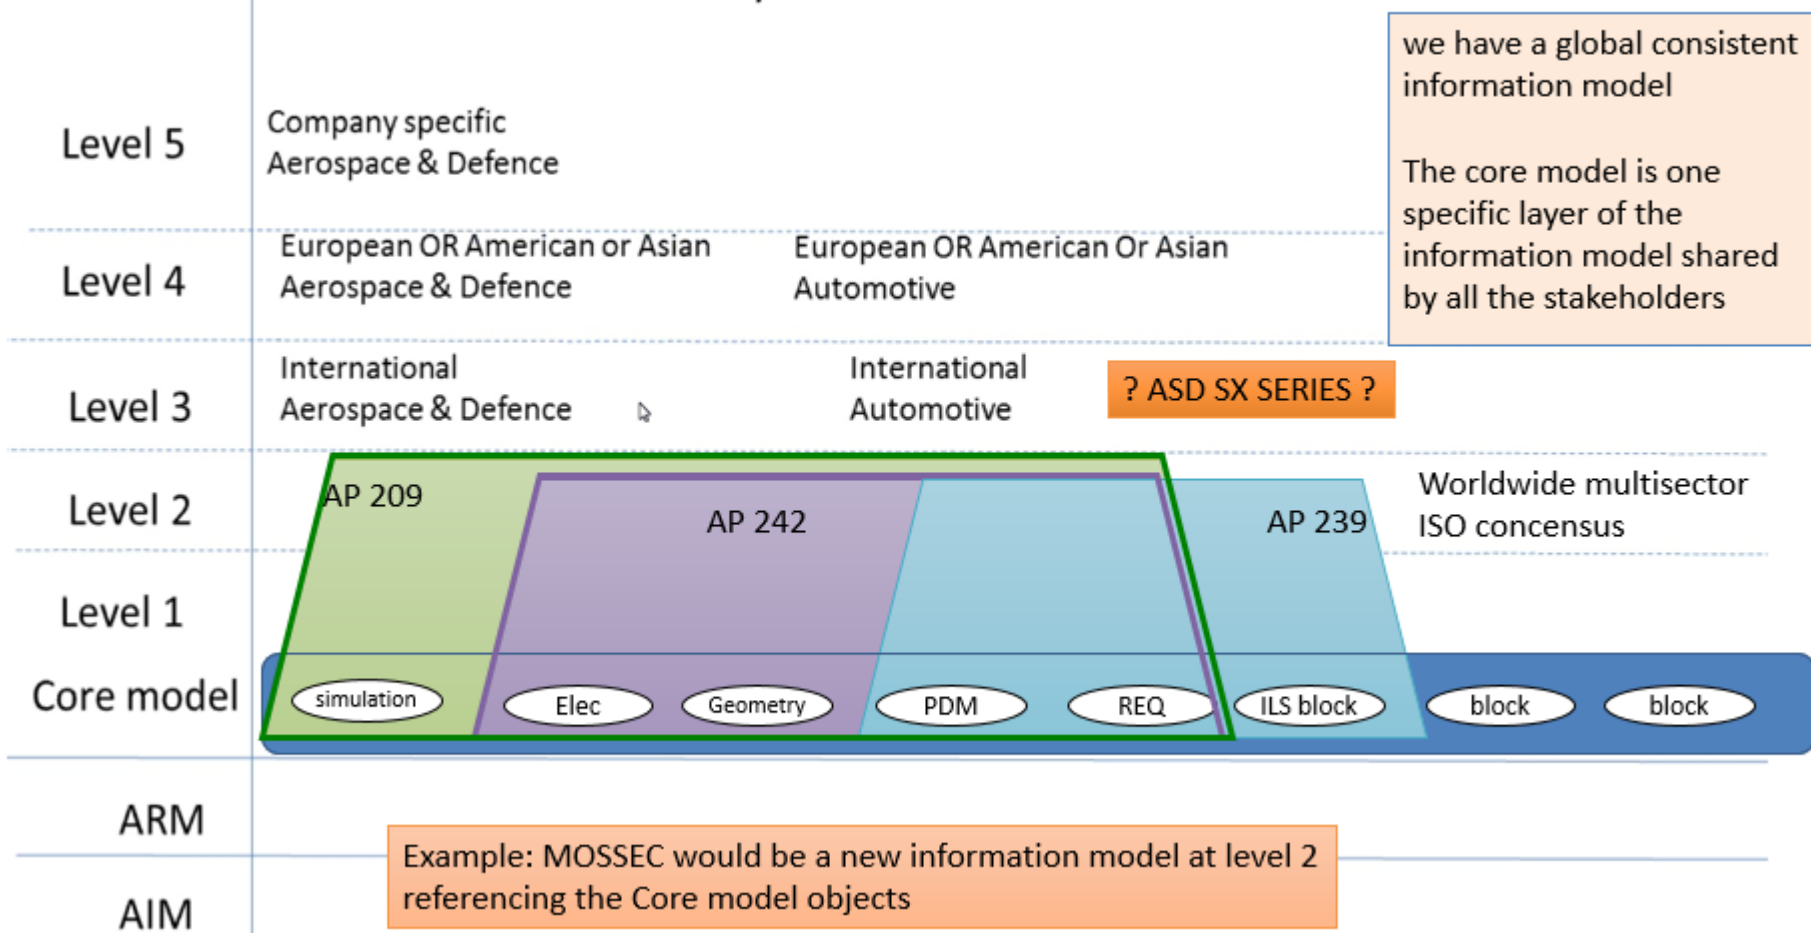 we have a global consistent
information model
The core model is one
specific layer of the
information model shared
by all the stakeholders
Level 5
Company specific
Aerospace & Defence
Level 4
European OR American or Asian
Aerospace & Defence
European OR American Or Asian
Automotive
Level 3
International
Aerospace & Defence
International
Automotive
? ASD SX SERIES ?
Level 2
AP 209
AP 242
AP 239
Worldwide multisector
ISO concensus
Level 1
Core model
simulation
Elec
Geometry
PDM
REQ
ILS block
block
block
ARM
Example: MOSSEC would be a new information model at level 2
referencing the Core model objects
AIM